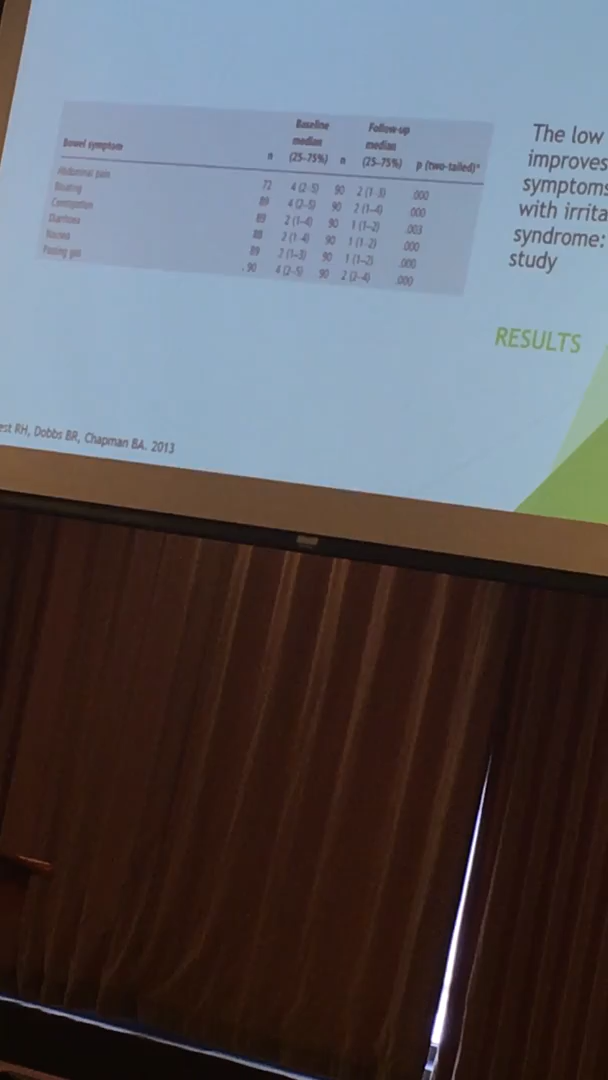 Baseline Follow-up
median median
Bowel symptom n (25–75%) n (25–75%) p (two-tailed)*
Abdominal pain 72 4 (2–5) 90 2 (1–3) .000
Bloating 89 4 (2–5) 90 2 (1–4) .000
Constipation 89 2 (1–4) 90 1 (1–2) .003
Diarrhoea 88 2 (1–4) 90 1 (1–2) .000
Nausea 89 2 (1–3) 90 1 (1–2) .000
Passing gas 90 4 (2–5) 90 2 (2–4) .000
The low
improves
symptoms
with irrita
syndrome:
study
RESULTS
est RH, Dobbs BR, Chapman BA. 2013